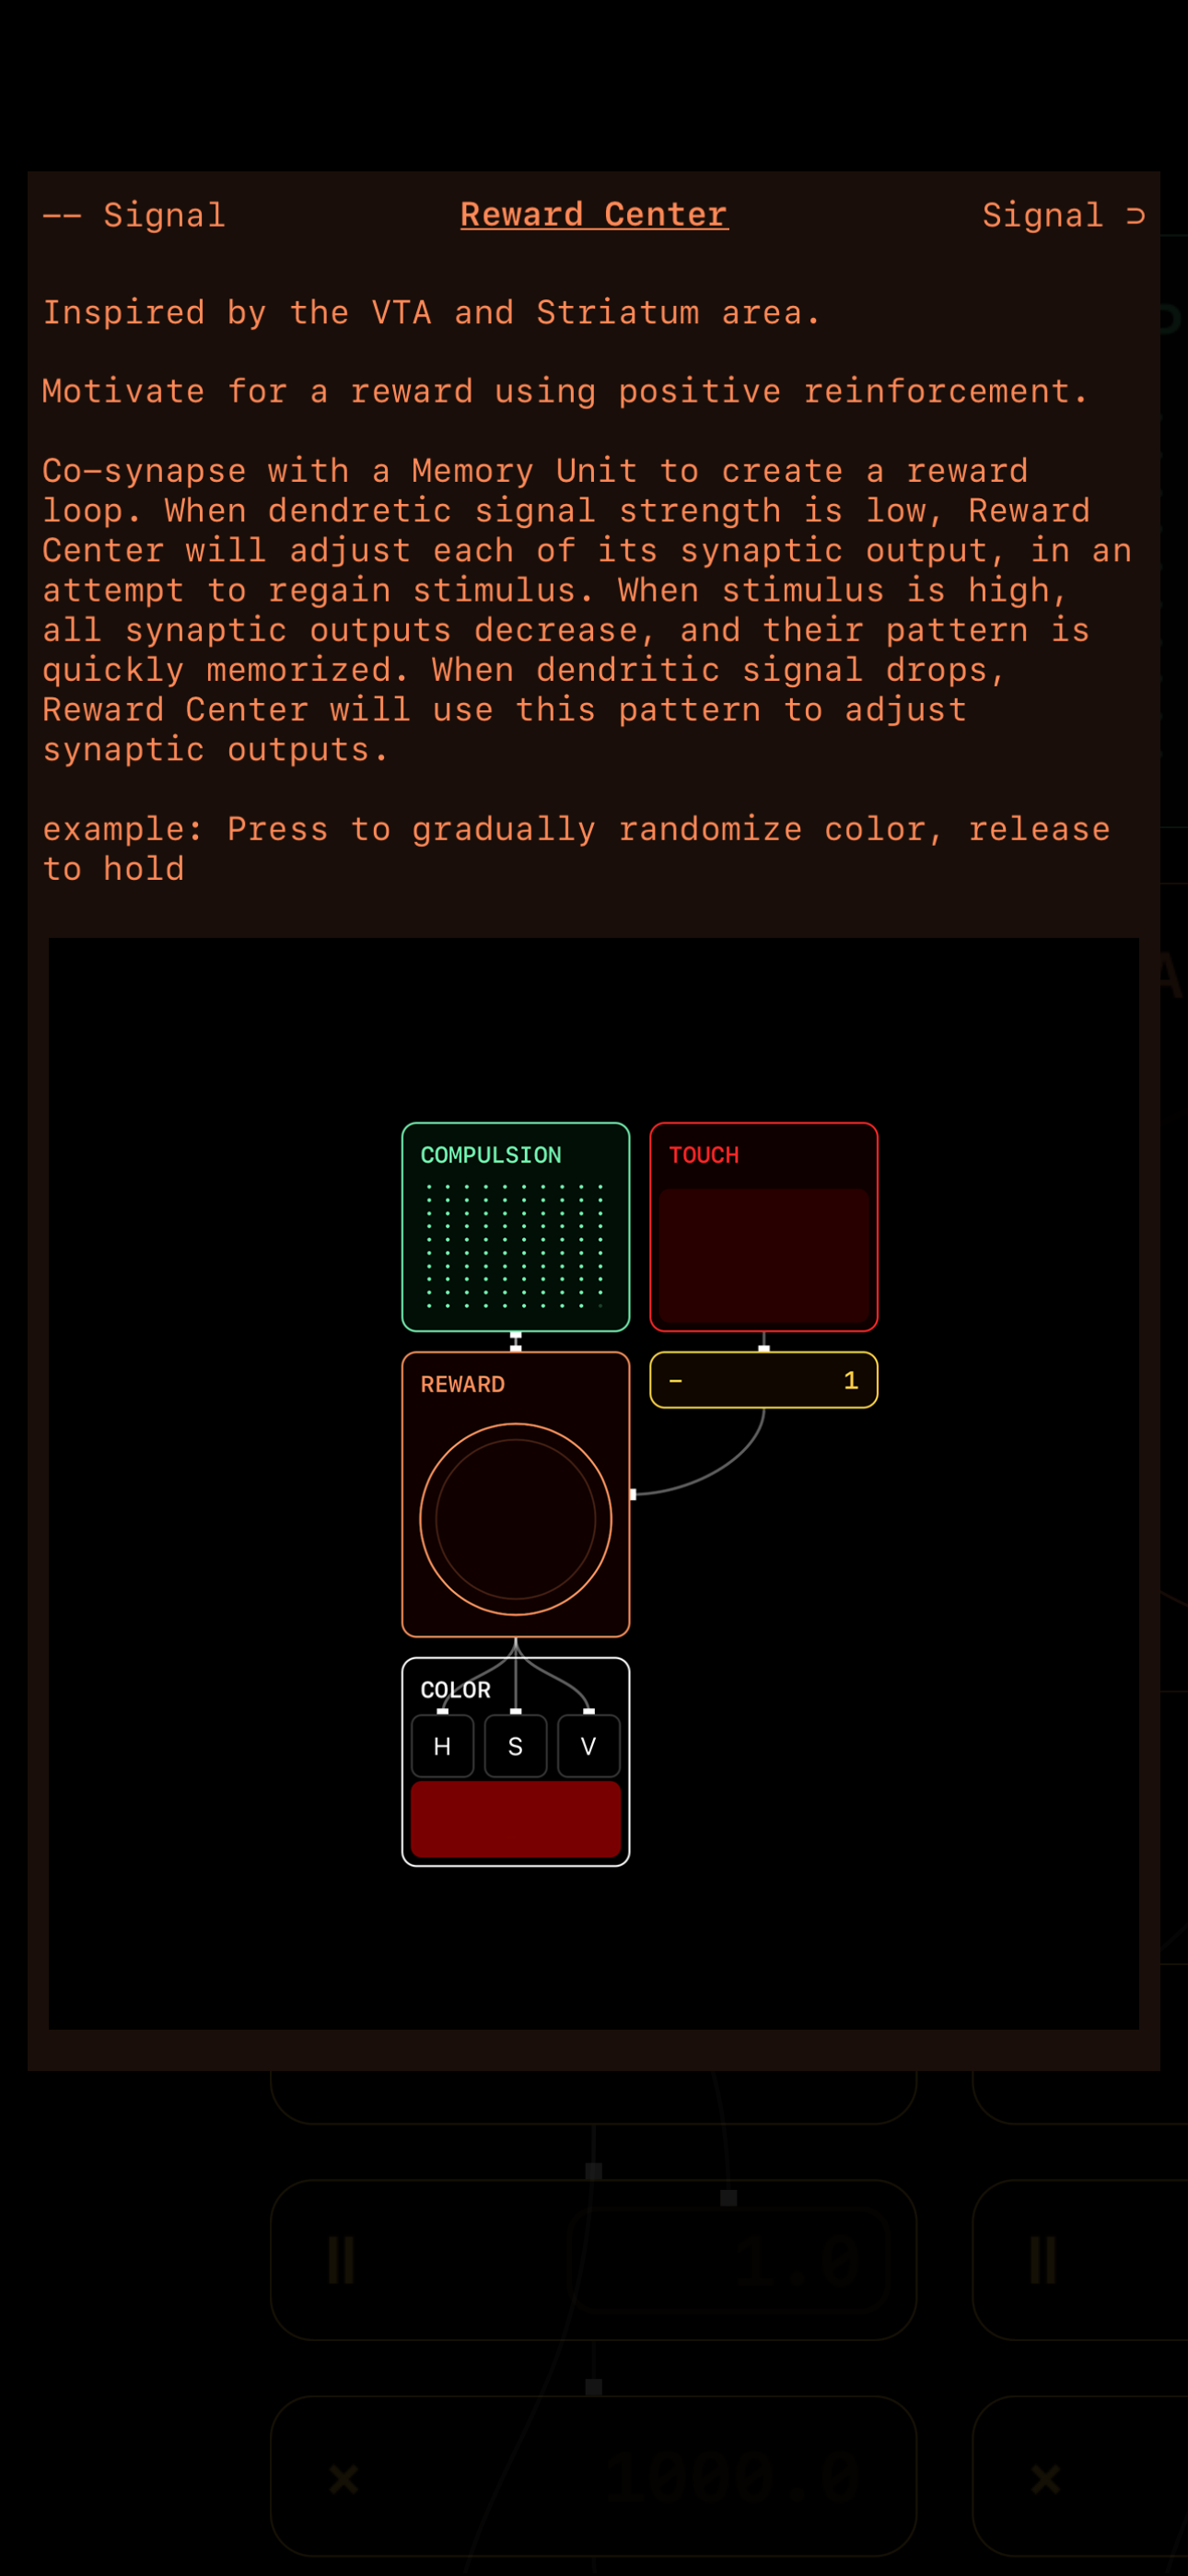 —— Signal
Reward Center
Signal ⊃
Inspired by the VTA and Striatum area.
Motivate for a reward using positive reinforcement.
Co—synapse with a Memory Unit to create a reward
loop. When dendretic signal strength is low, Reward
Center will adjust each of its synaptic output, in an
attempt to regain stimulus. When stimulus is high,
all synaptic outputs decrease, and their pattern is
quickly memorized. When dendritic signal drops,
Reward Center will use this pattern to adjust
synaptic outputs.
example: Press to gradually randomize color, release
to hold
COMPULSION
TOUCH
REWARD
– 1
COLOR
H S V
1.0
× 1000.0
×